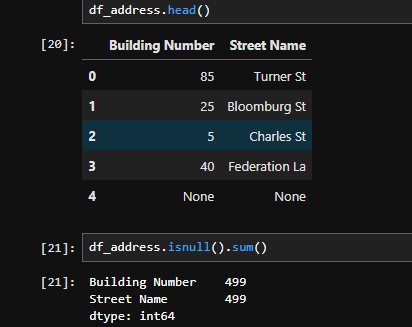 df_address.head()
[20]: Building Number Street Name
0 85 Turner St
1 25 Bloomburg St
2 5 Charles St
3 40 Federation La
4 None None
[21]: df_address.isnull().sum()
[21]: Building Number 499
Street Name 499
dtype: int64